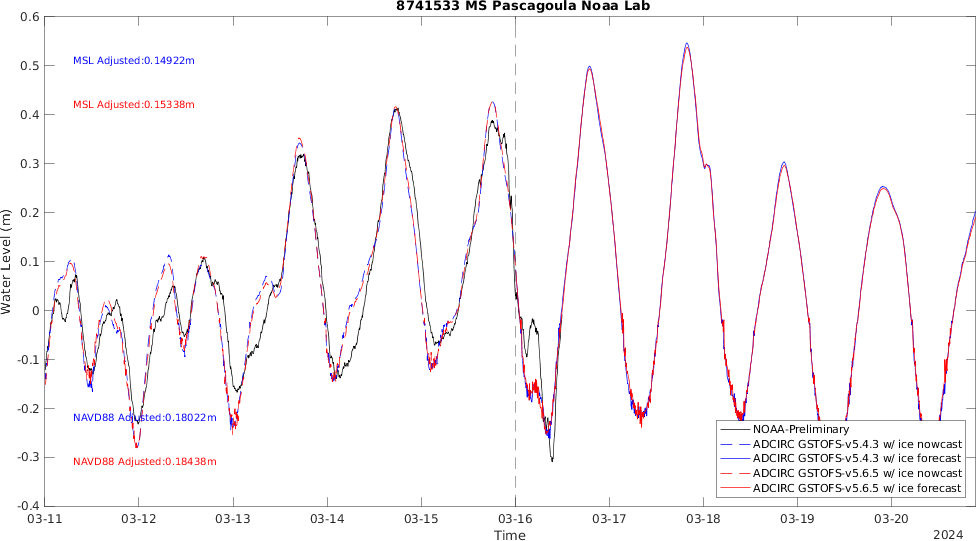 8741533 MS Pascagoula Noaa Lab
0.6
0.5
0.4
0.3
0.2
0.1
0
-0.1
-0.2
-0.3
-0.4
Water Level (m)
MSL Adjusted:0.14922m
MSL Adjusted:0.15338m
NAVD88 Adjusted:0.18022m
NAVD88 Adjusted:0.18438m
NOAA-Preliminary
ADCIRC GSTOFS-v5.4.3 w/ ice nowcast
ADCIRC GSTOFS-v5.4.3 w/ ice forecast
ADCIRC GSTOFS-v5.6.5 w/ ice nowcast
ADCIRC GSTOFS-v5.6.5 w/ ice forecast
03-11 03-12 03-13 03-14 03-15 03-16 03-17 03-18 03-19 03-20
Time
2024